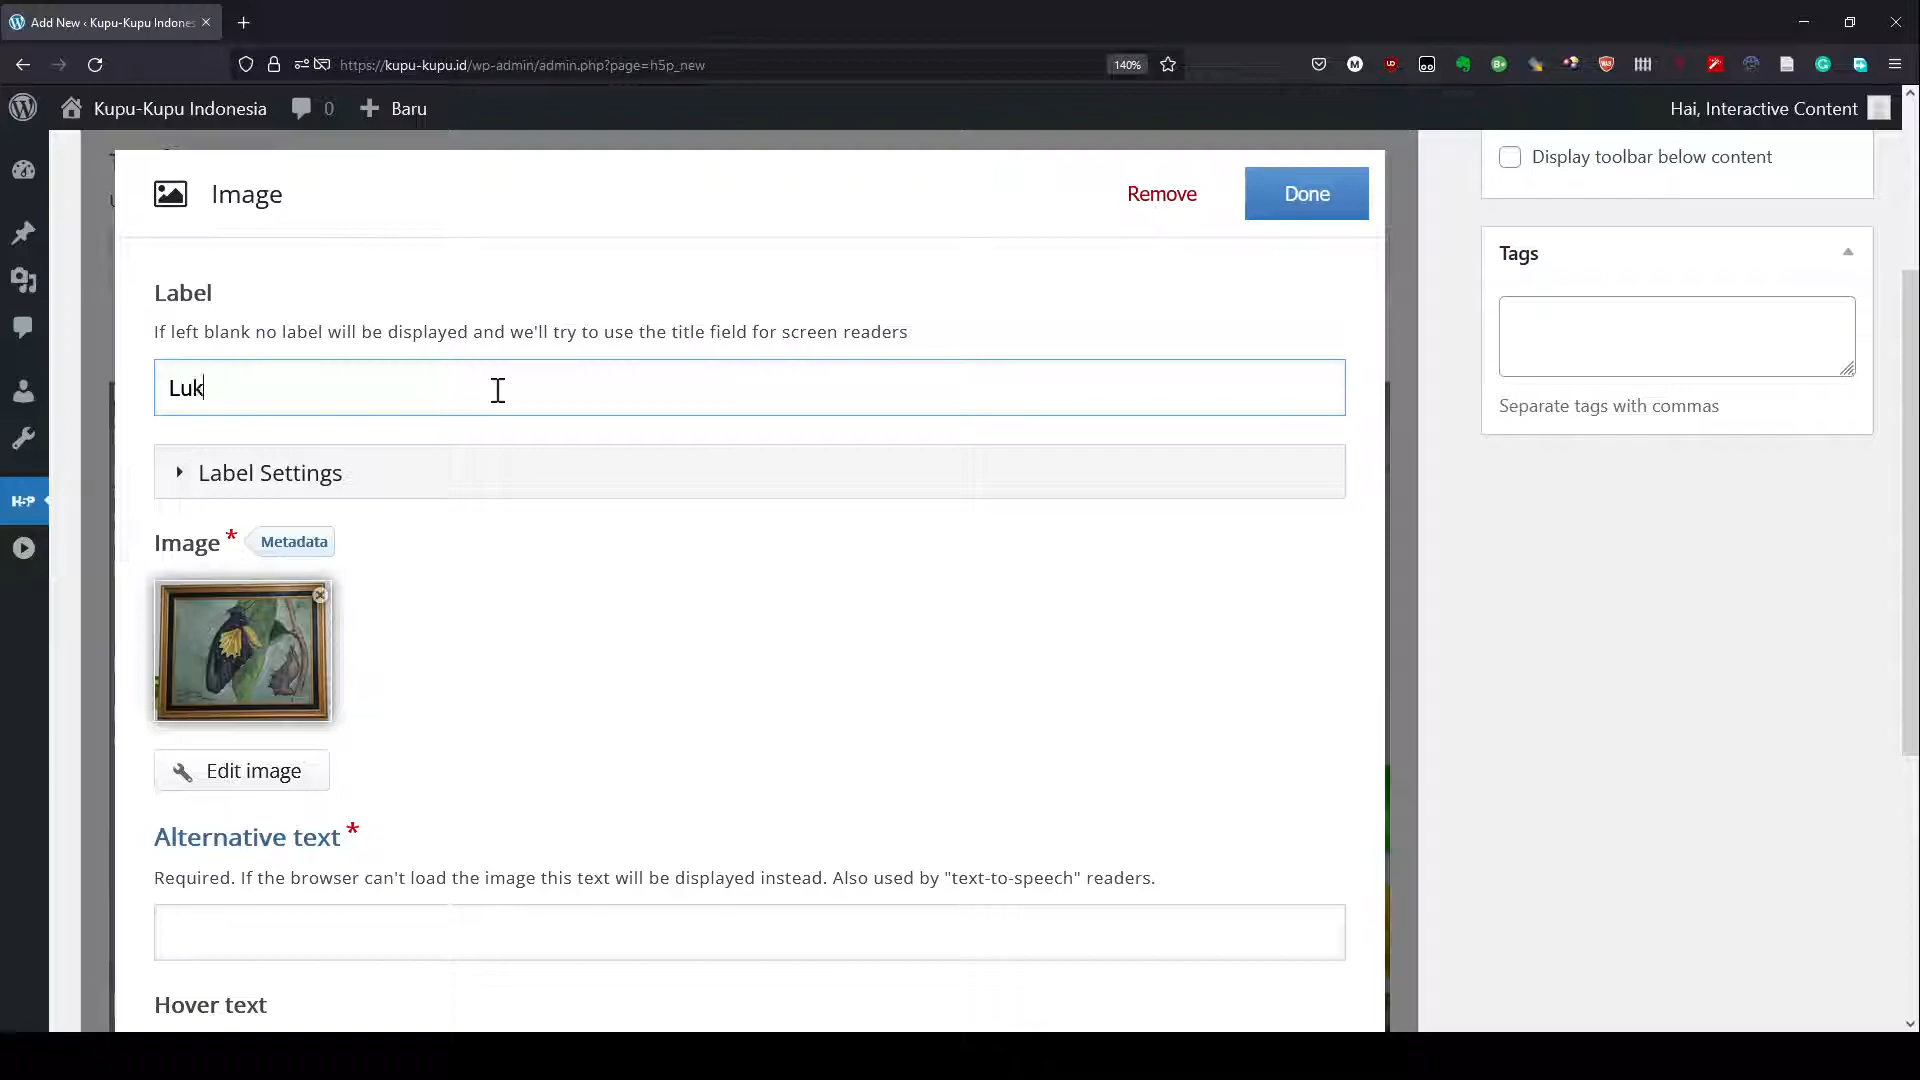 Add New ‹ Kupu-Kupu Indones
https://kupu-kupu.id/wp-admin/admin.php?page=h5p_new
140%
Kupu-Kupu Indonesia
0
Baru
Hai, Interactive Content
Image
Remove
Done
Display toolbar below content
Label
Tags
If left blank no label will be displayed and we'll try to use the title field for screen readers
Luk
Separate tags with commas
Label Settings
H5P
Image *
Metadata
Edit image
Alternative text *
Required. If the browser can't load the image this text will be displayed instead. Also used by "text-to-speech" readers.
Hover text